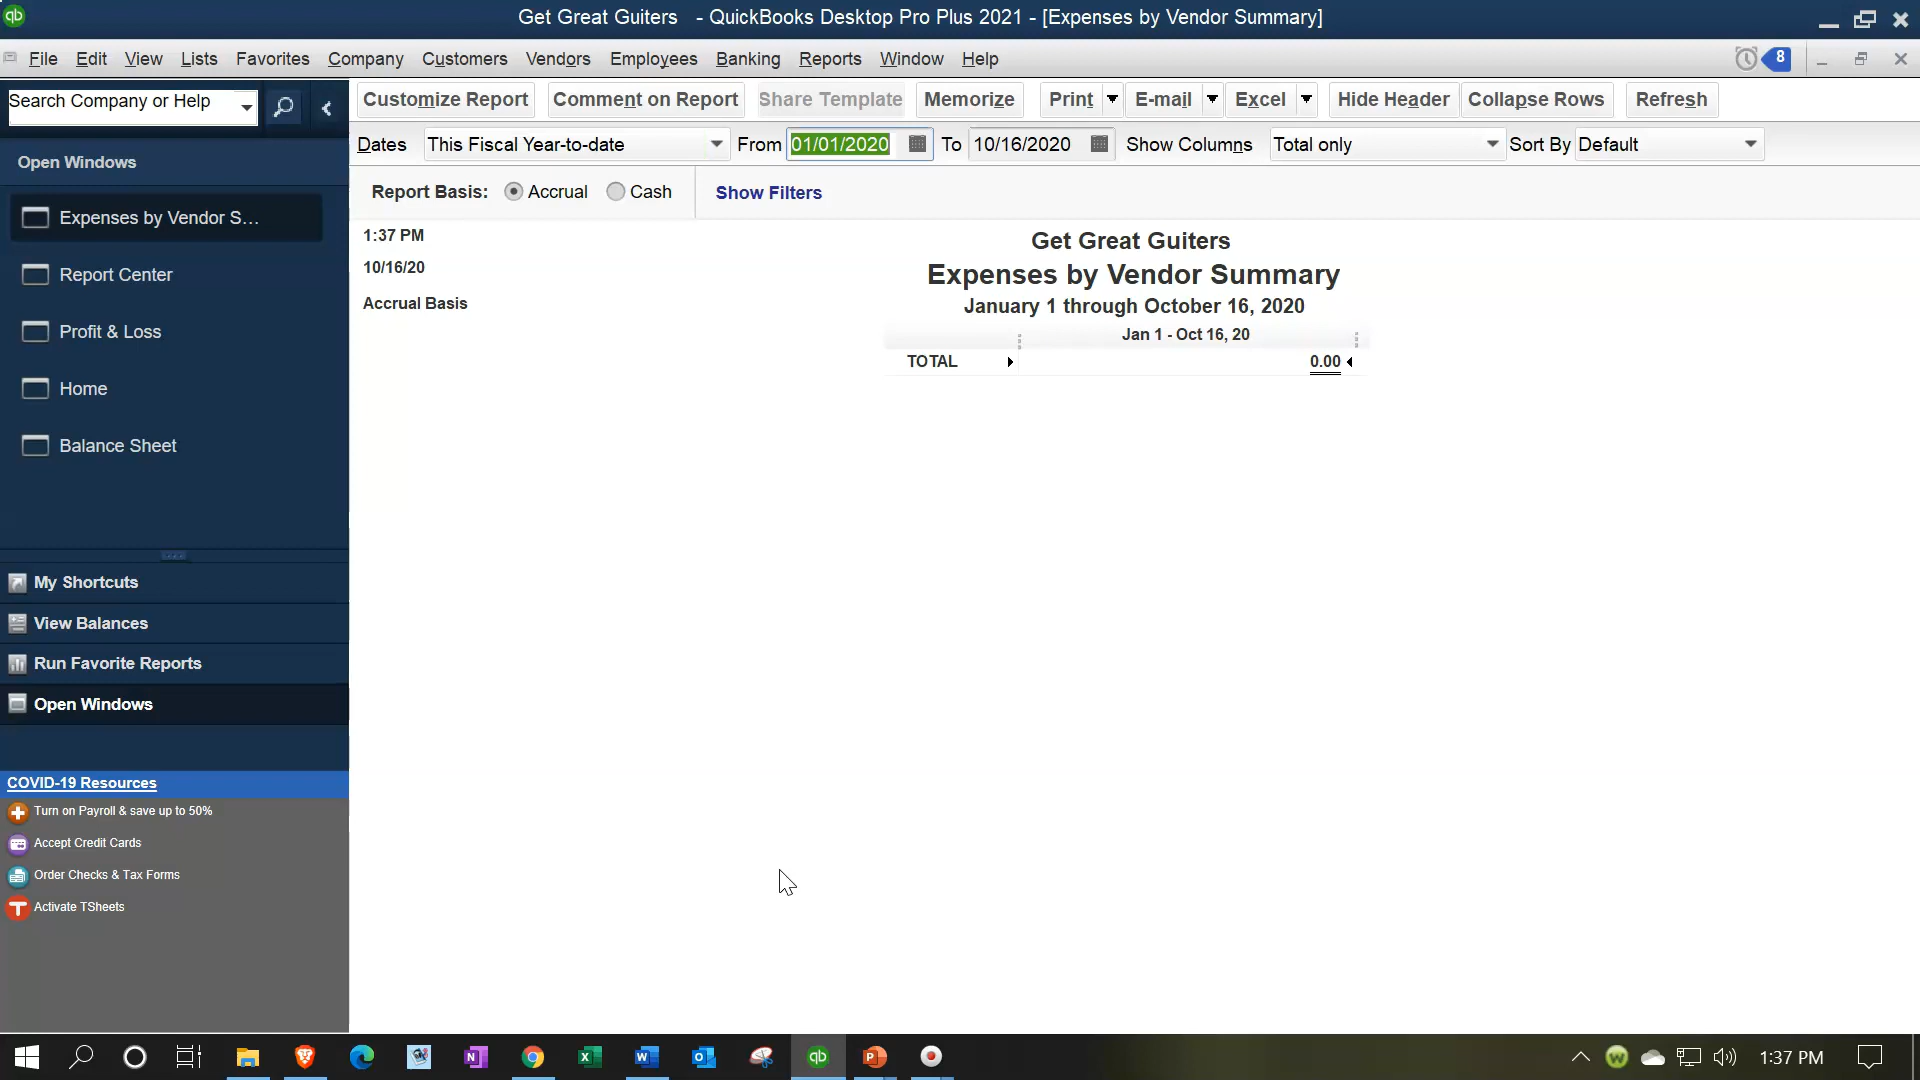 qb
Get Great Guiters - QuickBooks Desktop Pro Plus 2021 - [Expenses by Vendor Summary]
File Edit View Lists Favorites Company Customers Vendors Employees Banking Reports Window Help
8
Search Company or Help
Customize Report Comment on Report Share Template Memorize Print E-mail Excel Hide Header Collapse Rows Refresh
Dates This Fiscal Year-to-date From 01/01/2020 To 10/16/2020 Show Columns Total only Sort By Default
Open Windows
Report Basis: Accrual Cash Show Filters
Expenses by Vendor S...
Report Center
Profit & Loss
Home
Balance Sheet
1:37 PM
10/16/20
Accrual Basis
Get Great Guiters
Expenses by Vendor Summary
January 1 through October 16, 2020
Jan 1 - Oct 16, 20
TOTAL 0.00
My Shortcuts
View Balances
Run Favorite Reports
Open Windows
COVID-19 Resources
Turn on Payroll & save up to 50%
Accept Credit Cards
Order Checks & Tax Forms
Activate TSheets
1:37 PM